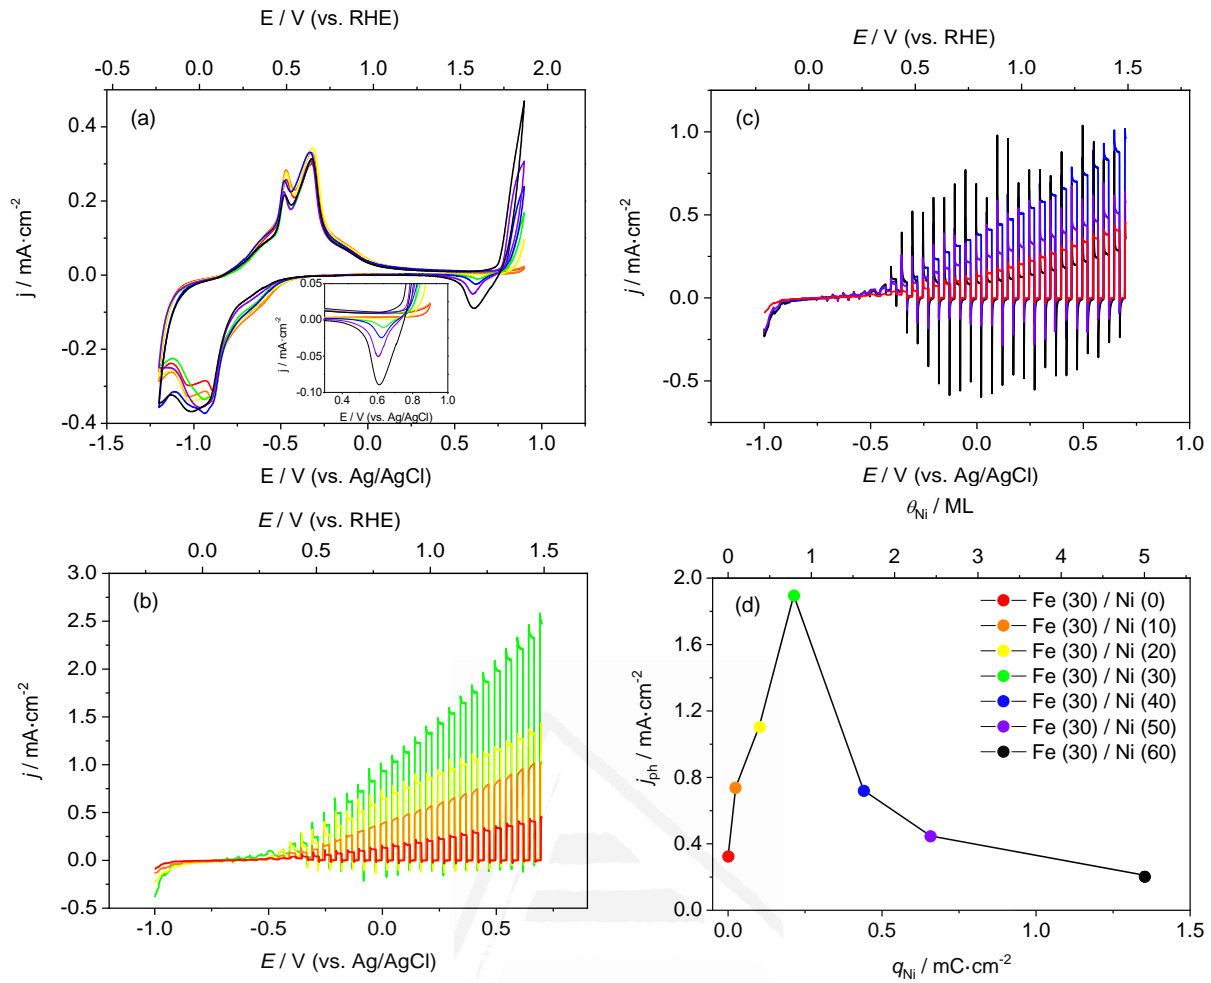 E / V (vs. RHE)
-0.5 0.0 0.5 1.0 1.5 2.0
(a)
j / mA·cm-2
0.4
0.2
0.0
-0.2
-0.4
0.05
0.00
-0.05
-0.10
j / mA·cm-2
0.4 0.6 0.8 1.0
E / V (vs. Ag/AgCl)
-1.0 -0.5 0.0 0.5 1.0
E / V (vs. Ag/AgCl)
E / V (vs. RHE)
0.0 0.5 1.0 1.5
(c)
j / mA·cm-2
1.0
0.5
0.0
-0.5
-1.0 -0.5 0.0 0.5 1.0
E / V (vs. Ag/AgCl)
E / V (vs. RHE)
0.0 0.5 1.0 1.5
(b)
j / mA·cm-2
3.0
2.5
2.0
1.5
1.0
0.5
0.0
-0.5
-1.0 -0.5 0.0 0.5
E / V (vs. Ag/AgCl)
θNi / ML
0 1 2 3 4 5
(d)
jph / mA·cm-2
2.0
1.6
1.2
0.8
0.4
0.0
Fe (30) / Ni (0)
Fe (30) / Ni (10)
Fe (30) / Ni (20)
Fe (30) / Ni (30)
Fe (30) / Ni (40)
Fe (30) / Ni (50)
Fe (30) / Ni (60)
0.0 0.5 1.0 1.5
qNi / mC·cm-2